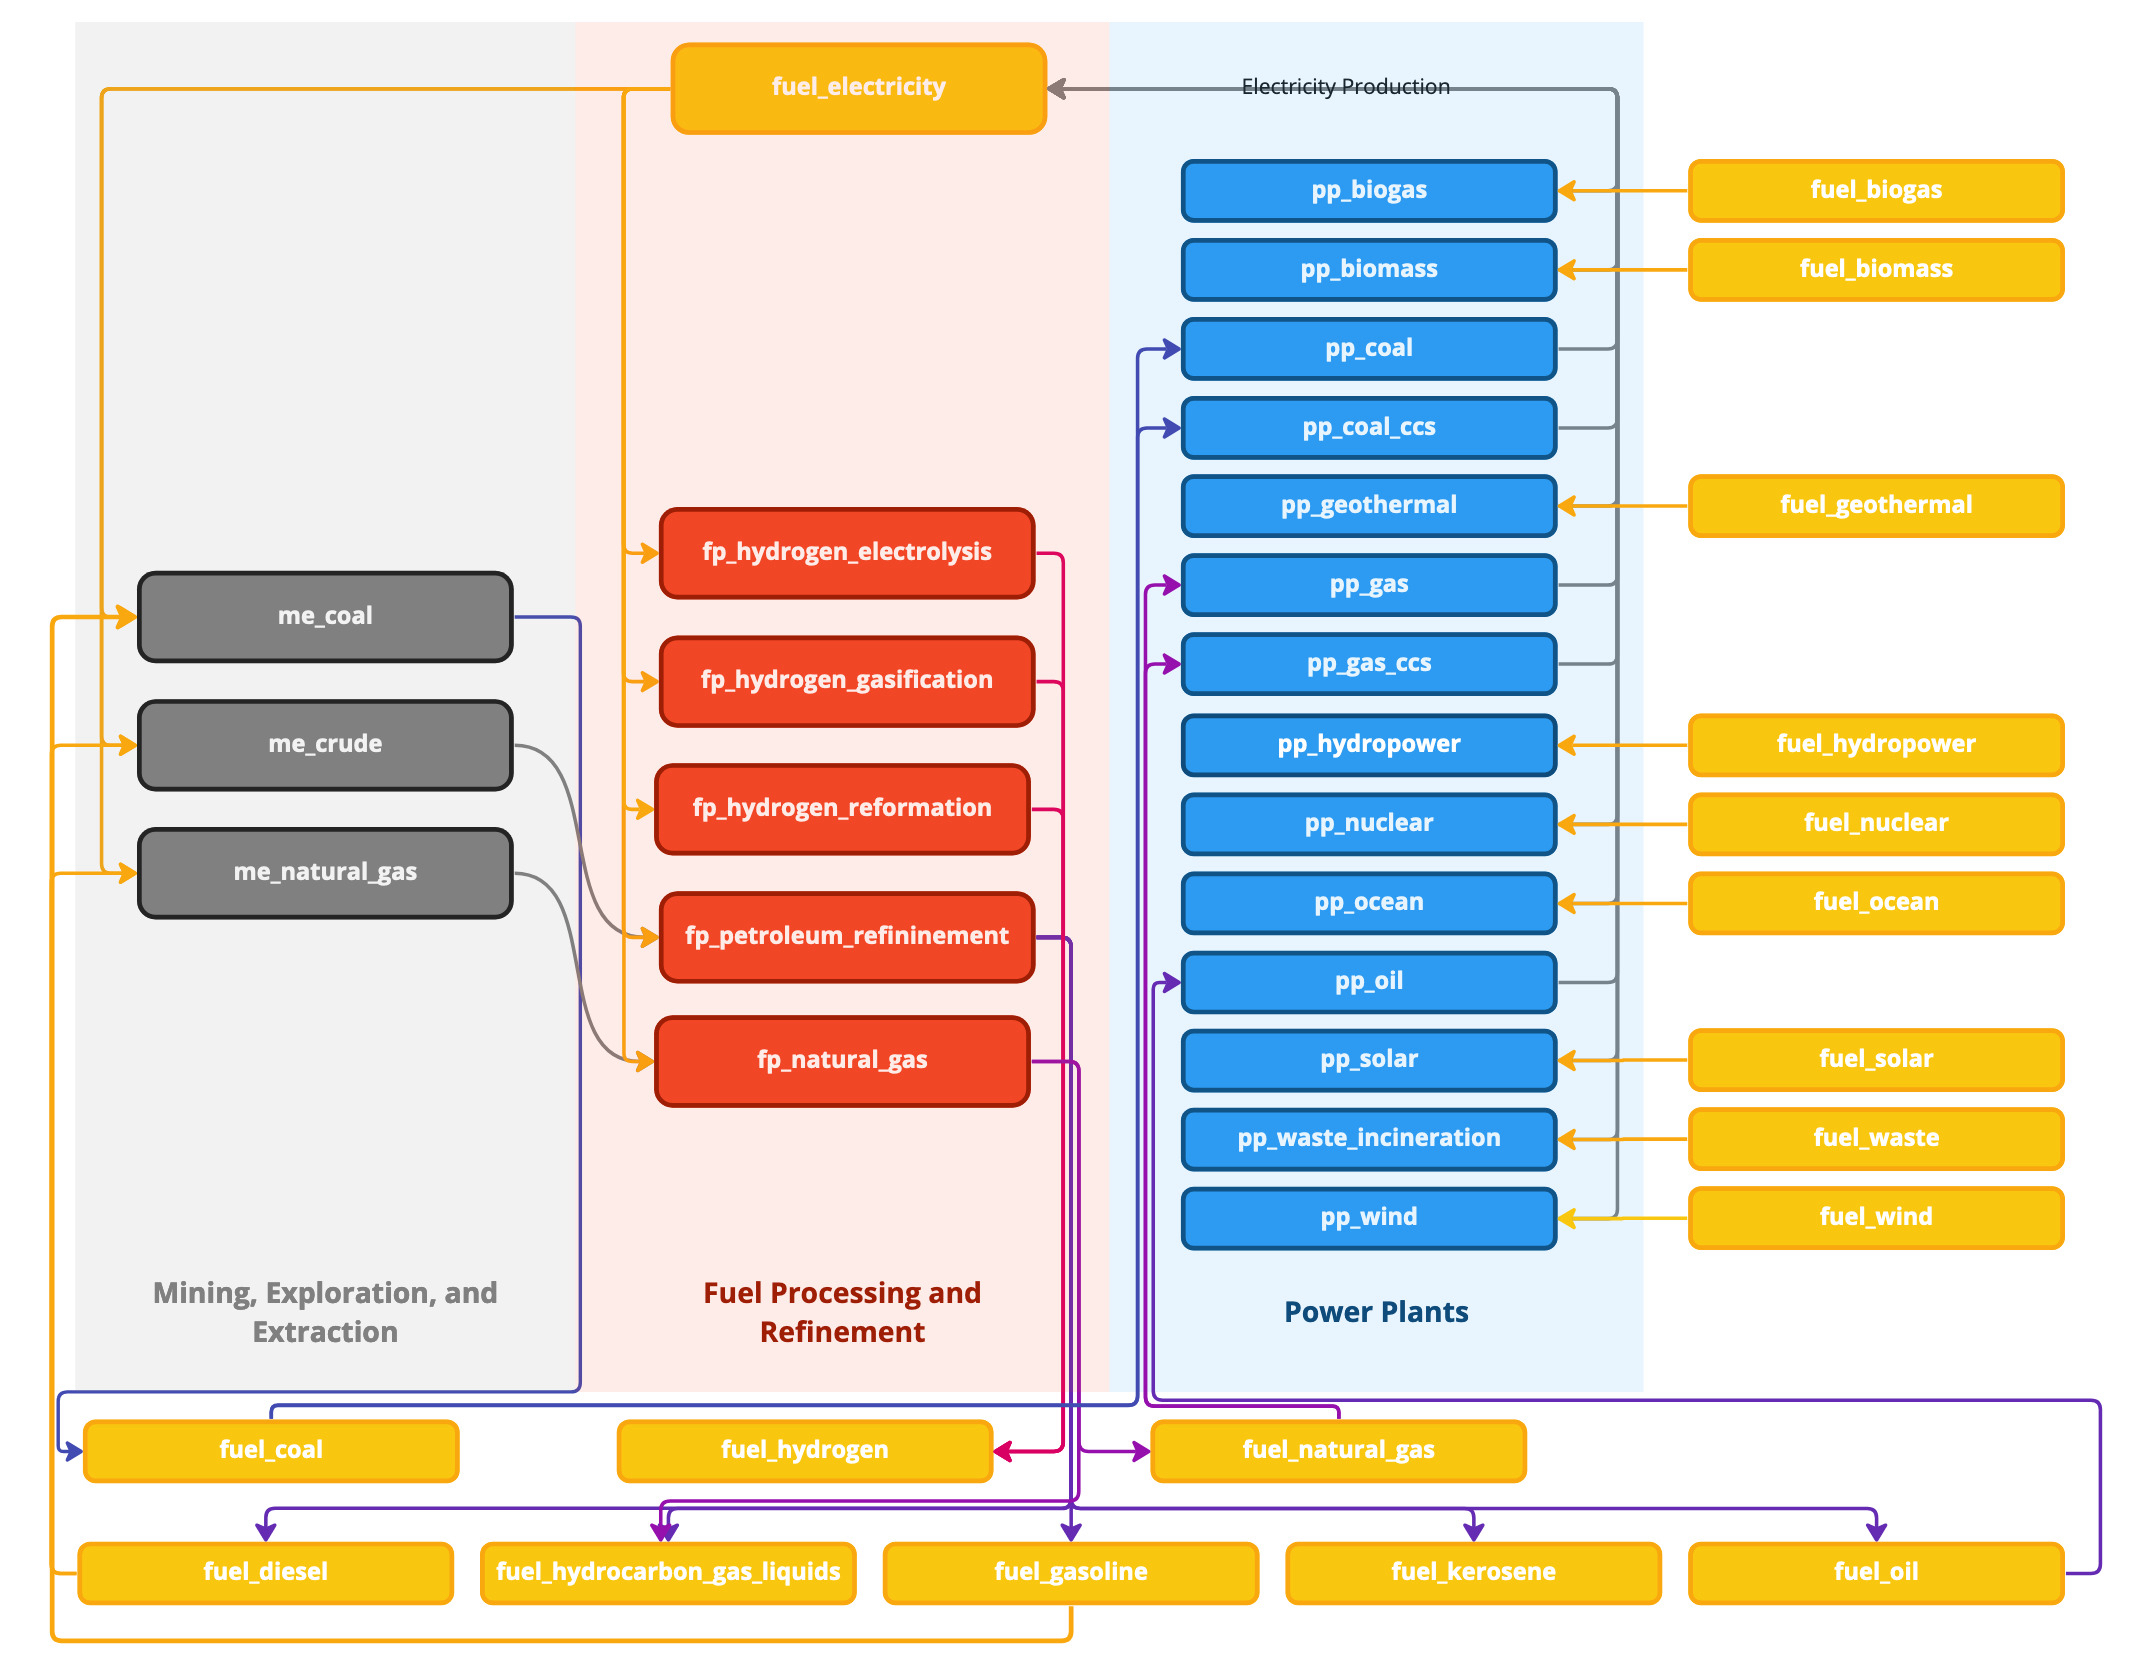 fuel_electricity
Electricity Production
pp_biogas
fuel_biogas
pp_biomass
fuel_biomass
pp_coal
pp_coal_ccs
pp_geothermal
fuel_geothermal
fp_hydrogen_electrolysis
pp_gas
me_coal
pp_gas_ccs
fp_hydrogen_gasification
me_crude
pp_hydropower
fuel_hydropower
fp_hydrogen_reformation
pp_nuclear
fuel_nuclear
me_natural_gas
pp_ocean
fuel_ocean
fp_petroleum_refininement
pp_oil
fp_natural_gas
pp_solar
fuel_solar
pp_waste_incineration
fuel_waste
pp_wind
fuel_wind
Mining, Exploration, and
Extraction
Fuel Processing and
Refinement
Power Plants
fuel_coal
fuel_hydrogen
fuel_natural_gas
fuel_diesel
fuel_hydrocarbon_gas_liquids
fuel_gasoline
fuel_kerosene
fuel_oil